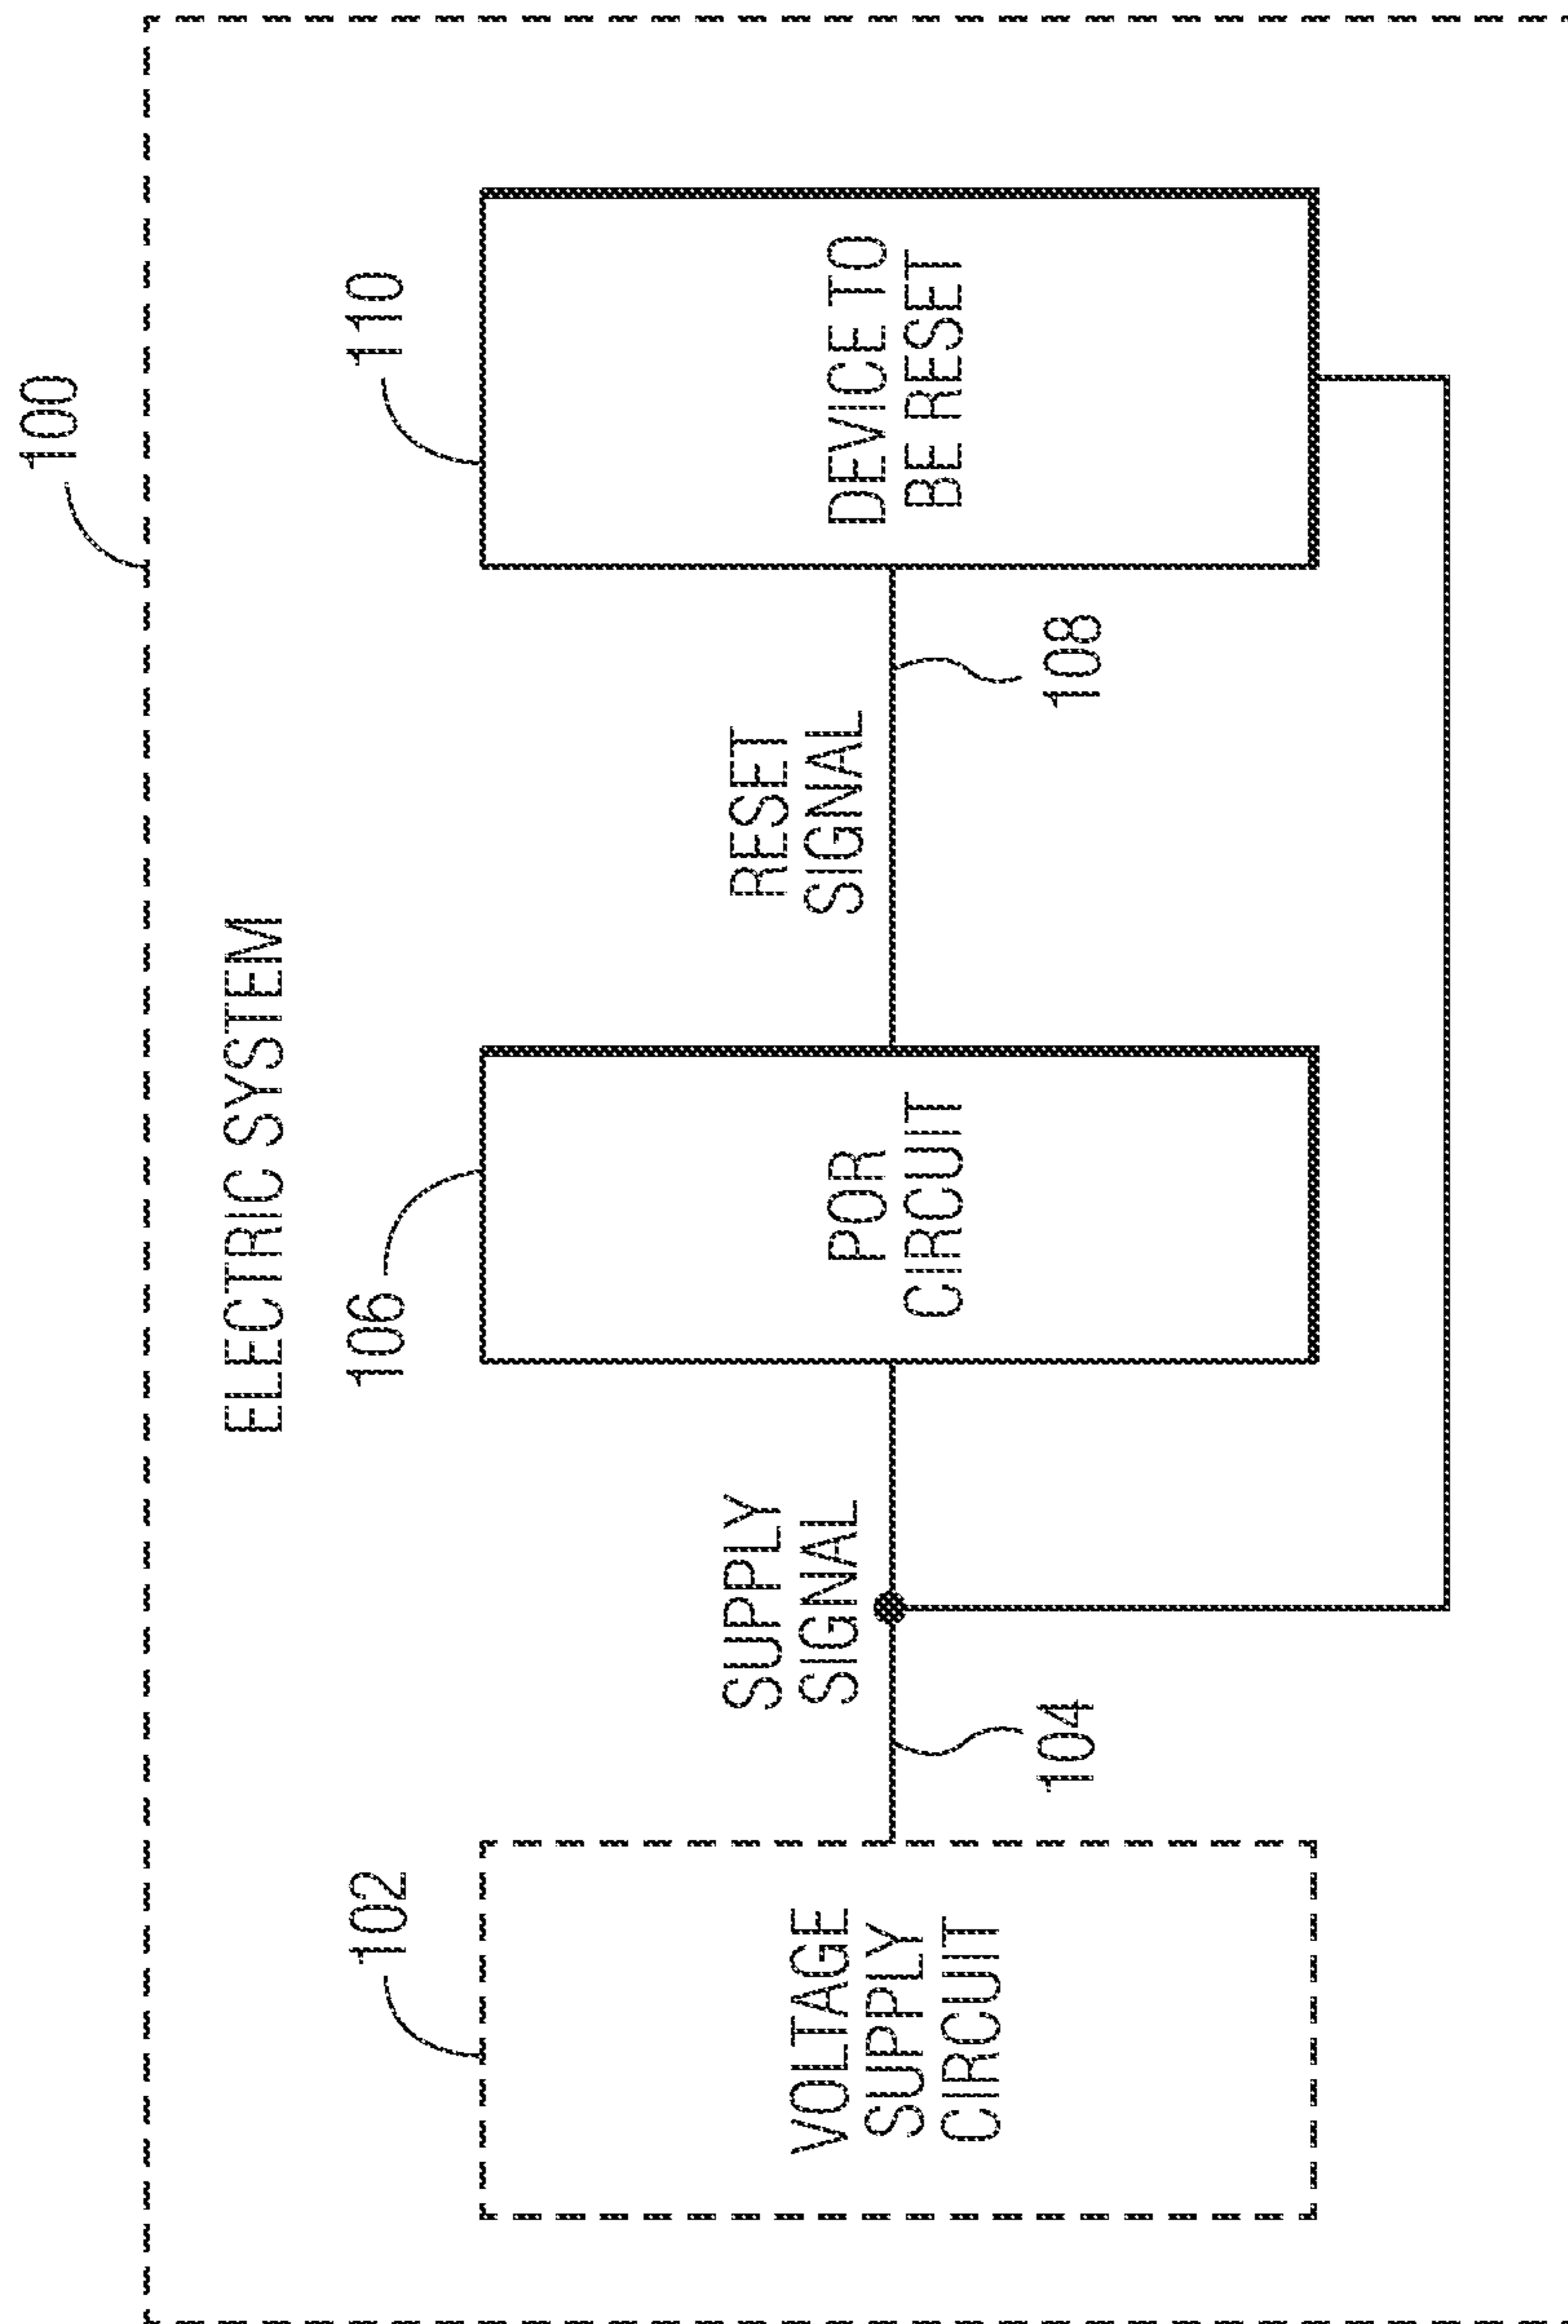 100
ELECTRIC SYSTEM
102
VOLTAGE
SUPPLY
CIRCUIT
SUPPLY
SIGNAL
104
106
POR
CIRCUIT
RESET
SIGNAL
108
110
DEVICE TO
BE RESET